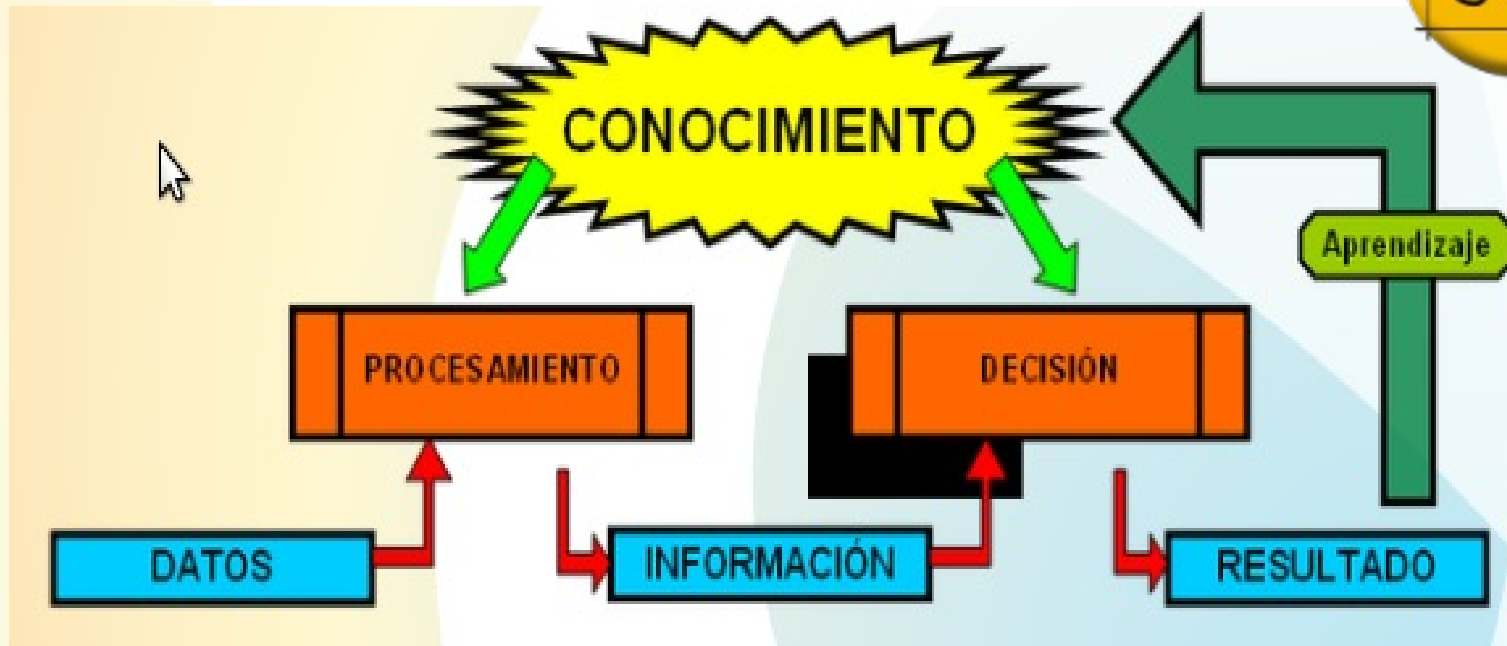 CONOCIMIENTO
Aprendizaje
PROCESAMIENTO
DECISIÓN
DATOS
INFORMACIÓN
RESULTADO